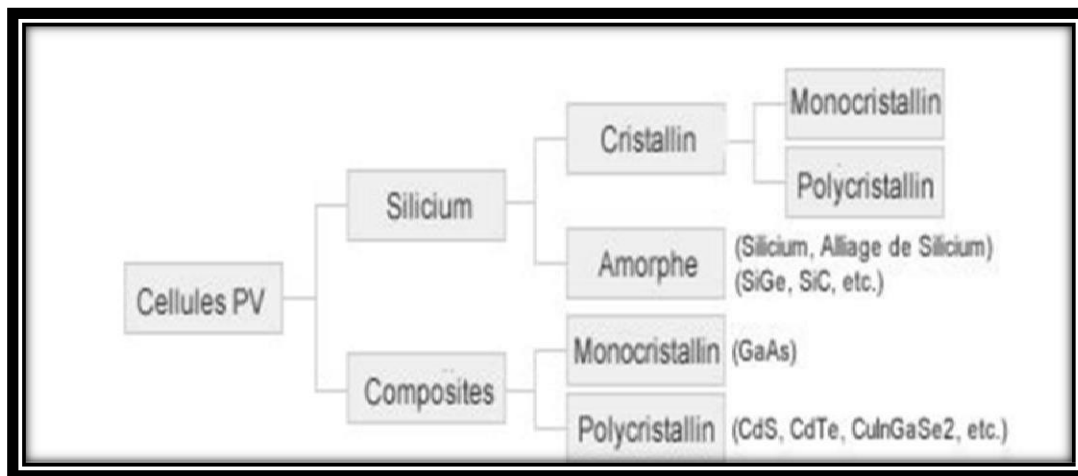 Monocristallin
Cristallin
Polycristallin
Silicium
Amorphe (Silicium, Alliage de Silicium)
(SiGe, SiC, etc.)
Cellules PV
Monocristallin (GaAs)
Composites
Polycristallin (CdS, CdTe, CuInGaSe2, etc.)